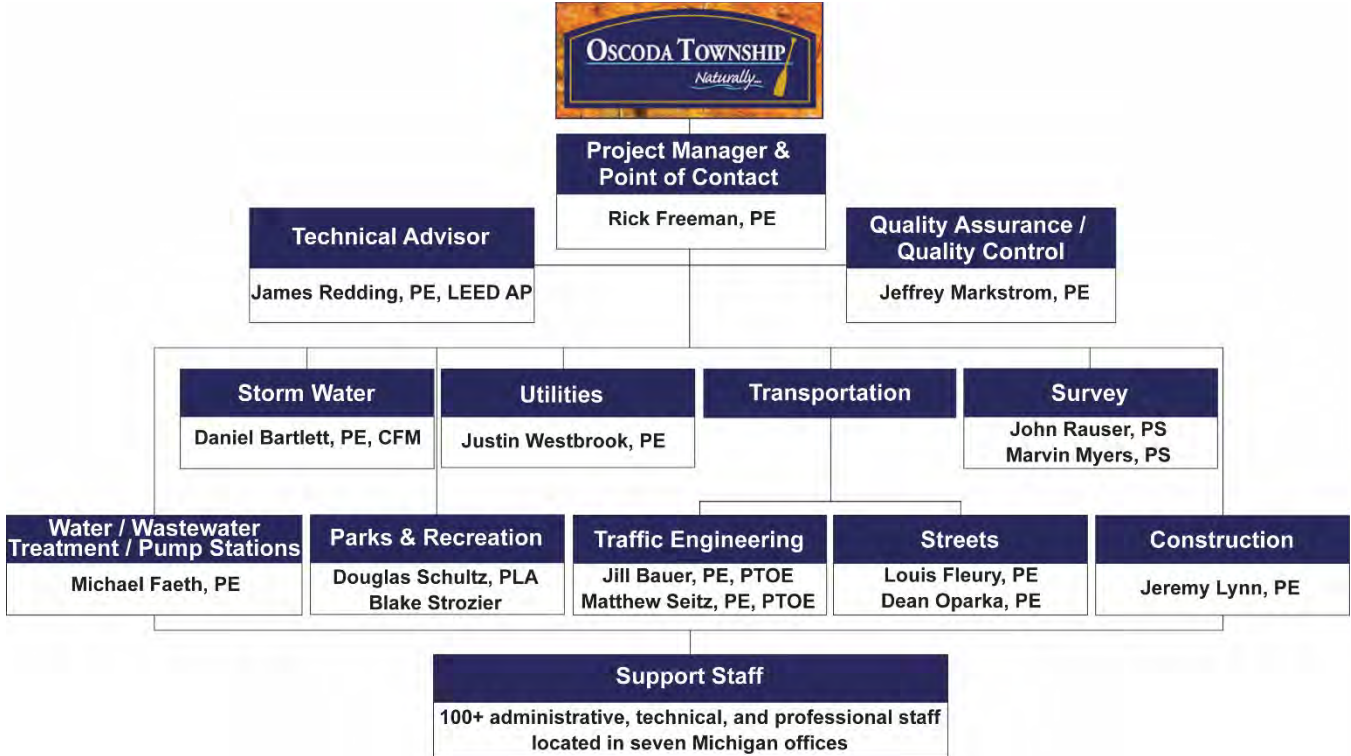 OSCODA TOWNSHIP
Naturally...
Project Manager &
Point of Contact
Rick Freeman, PE
Technical Advisor
James Redding, PE, LEED AP
Quality Assurance /
Quality Control
Jeffrey Markstrom, PE
Storm Water
Daniel Bartlett, PE, CFM
Utilities
Justin Westbrook, PE
Transportation
Survey
John Rauser, PS
Marvin Myers, PS
Water / Wastewater
Treatment / Pump Stations
Michael Faeth, PE
Parks & Recreation
Douglas Schultz, PLA
Blake Strozier
Traffic Engineering
Jill Bauer, PE, PTOE
Matthew Seitz, PE, PTOE
Streets
Louis Fleury, PE
Dean Oparka, PE
Construction
Jeremy Lynn, PE
Support Staff
100+ administrative, technical, and professional staff
located in seven Michigan offices